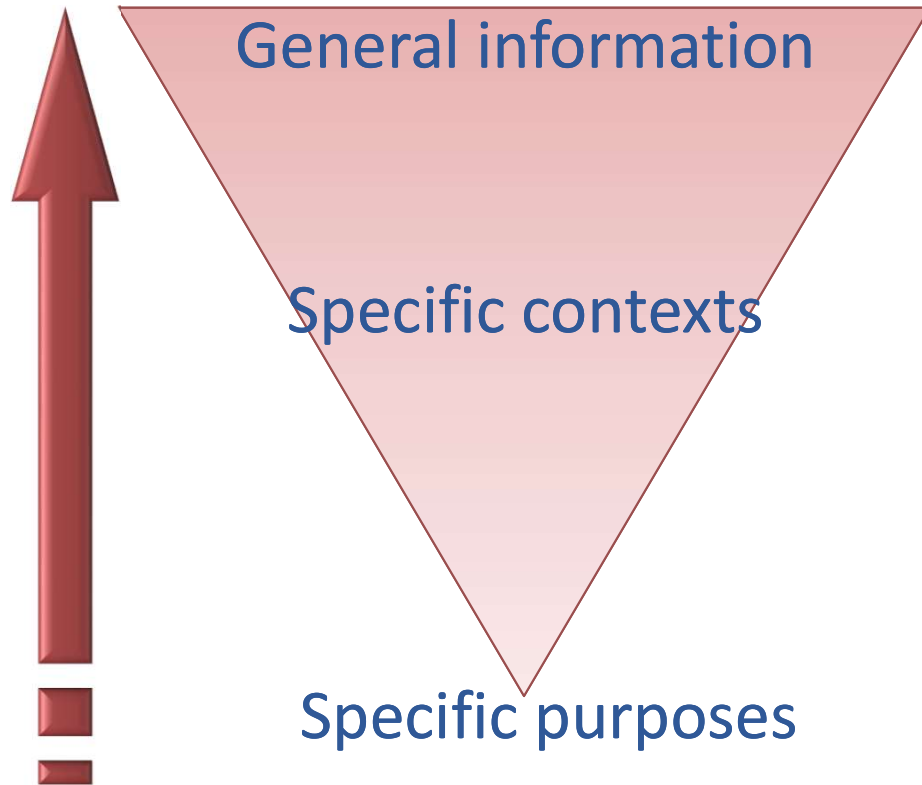 General information
Specific contexts
Specific purposes